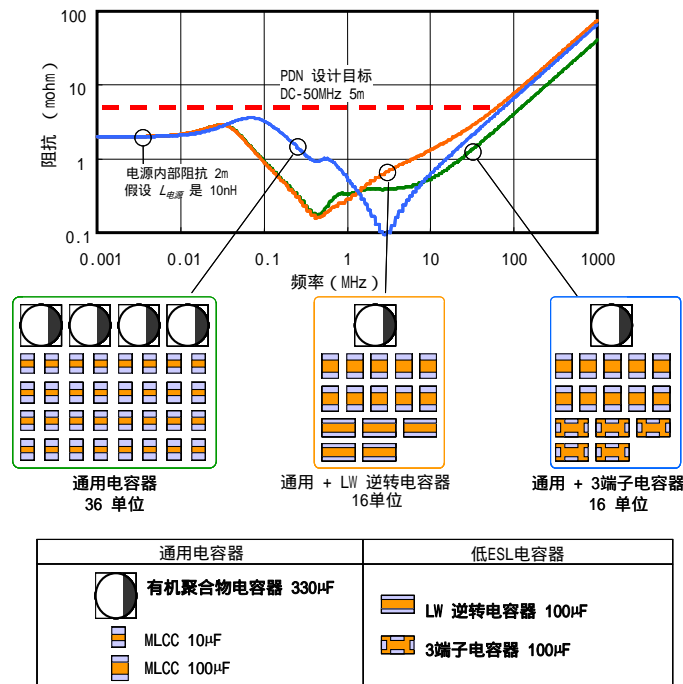 阻抗 (mohm)
100
10
1
0.1
PDN 设计目标
DC-50MHz 5m
电源内部阻抗 2m
假设 L电源 是 10nH
0.001
0.01
0.1
1
10
100
1000
频率(MHz)
通用电容器
36 单位
通用 + LW 逆转电容器
16单位
通用 + 3端子电容器
16 单位
通用电容器
低ESL电容器
有机聚合物电容器 330μF
MLCC 10μF
MLCC 100μF
LW 逆转电容器 100μF
3端子电容器 100μF